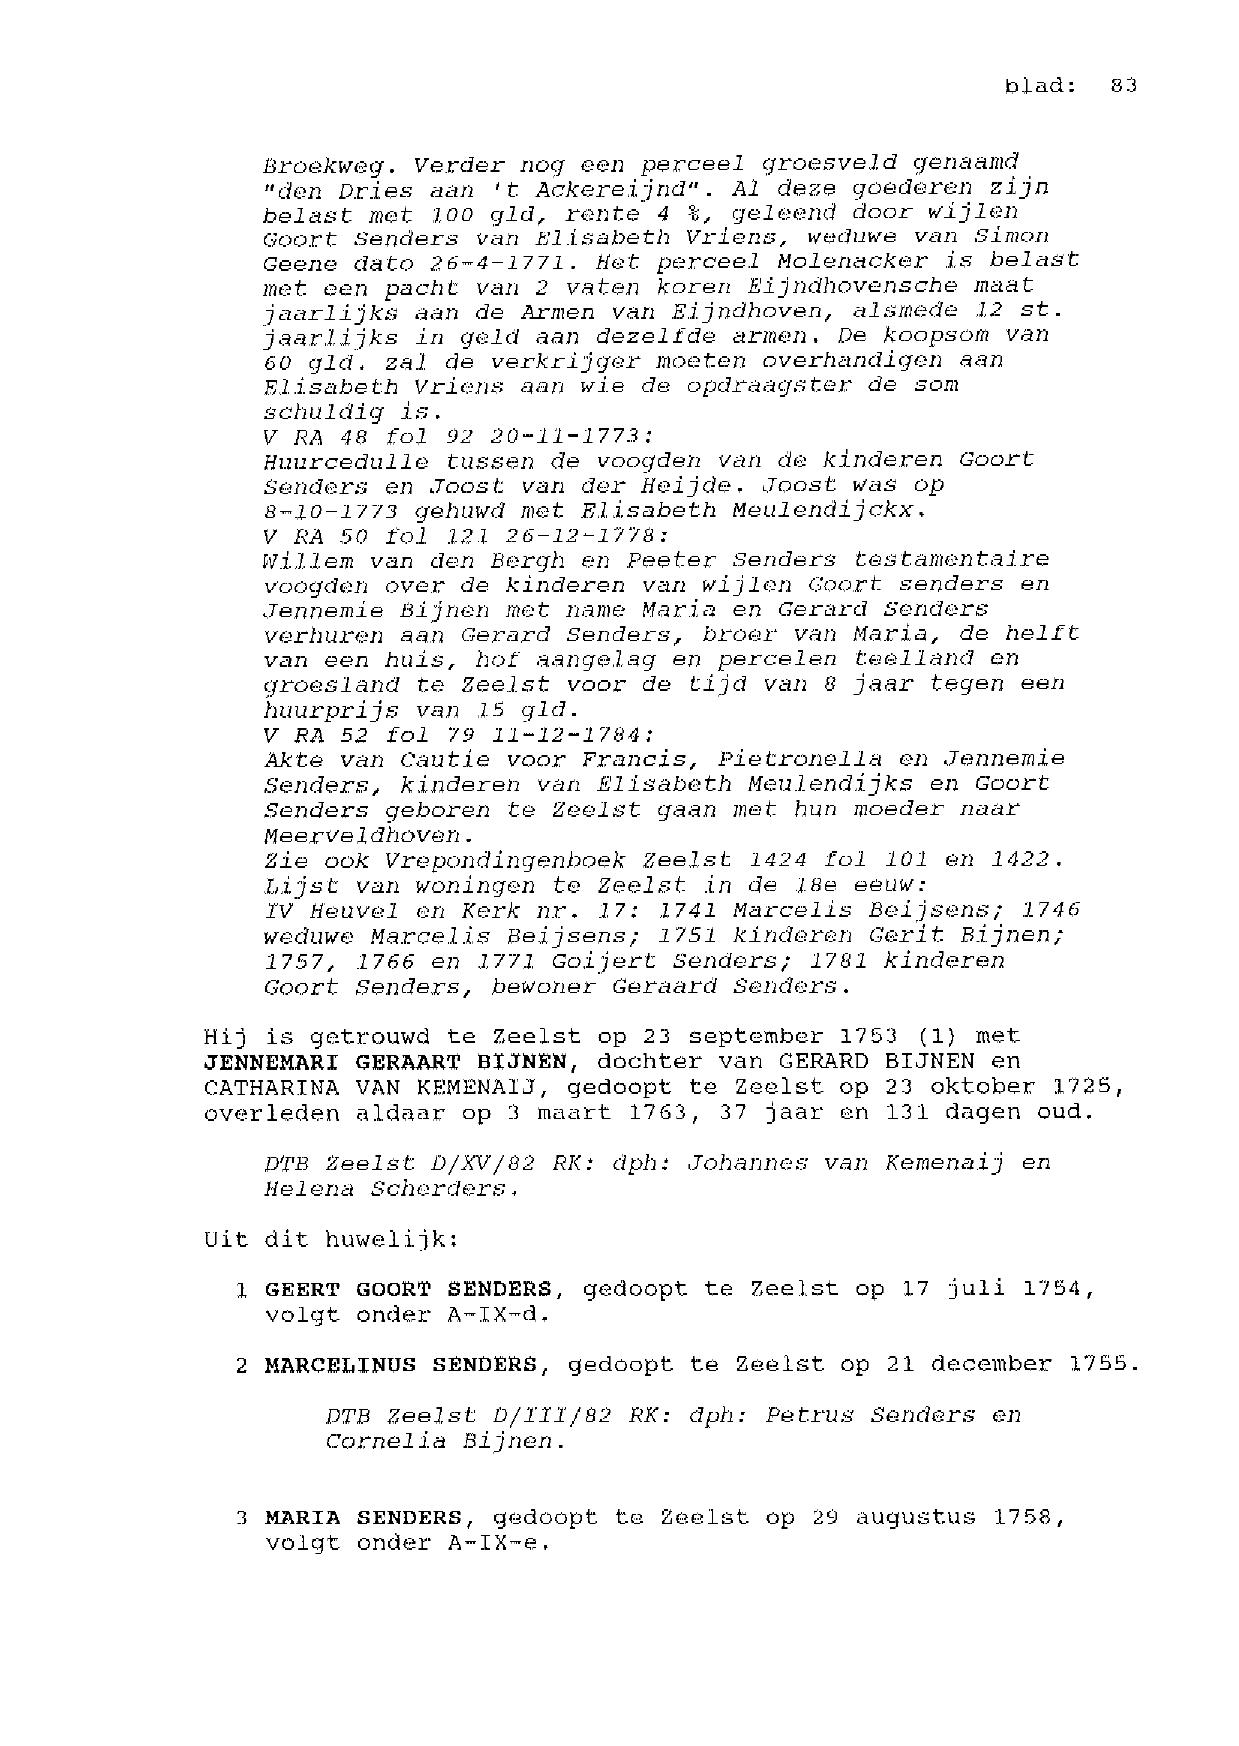 blad: 83
Broekweg. Verder nog een perceel groesveld genaamd
"den Dries aan 't Ackereijnd". Al deze goederen zijn
belast met 100 gld, rente 4 %, geleend door wijlen
Goort Senders van Elisabeth Vriens, weduwe van Simon
Geene dato 26-4-1771. Het perceel Molenacker is belast
met een pacht van 2 vaten koren Eijndhovensche maat
jaarlijks aan de Armen van Eijndhoven, alsmede 12 st.
jaarlijks in geld aan dezelfde armen. De koopsom van
60 gld. zal de verkrijger moeten overhandigen aan
Elisabeth Vriens aan wie de opdraagster de som
schuldig is.
V RA 48 fol 92 20-11-1773:
Huurcedulle tussen de voogden van de kinderen Goort
Senders en Joost van der Heijde. Joost was op
8-10-1773 gehuwd met Elisabeth Meulendijckx.
V RA 50 fol 121 26-12-1778:
Willem van den Bergh en Peeter Senders testamentaire
voogden over de kinderen van wijlen Goort senders en
Jennemie Bijnen met name Maria en Gerard Senders
verhuren aan Gerard Senders, broer van Maria, de helft
van een huis, hof aangelag en percelen teelland en
groesland te Zeelst voor de tijd van 8 jaar tegen een
huurprijs van 15 gld.
V RA 52 fol 79 11-12-1784:
Akte van Cautie voor Francis, Pietronella en Jennemie
Senders, kinderen van Elisabeth Meulendijks en Goort
Senders geboren te Zeelst gaan met hun moeder naar
Meerveldhoven.
Zie ook Vrepondingenboek Zeelst 1424 fol 101 en 1422.
Lijst van woningen te Zeelst in de 18e eeuw:
IV Heuvel en Kerk nr. 17: 1741 Marcelis Beijsens; 1746
weduwe Marcelis Beijsens; 1751 kinderen Gerit Bijnen;
1757, 1766 en 1771 Goijert Senders; 1781 kinderen
Goort Senders, bewoner Geraard Senders.
Hij is getrouwd te Zeelst op 23 september 1753 (1) met
JENNEMARI GERAART BIJNEN, dochter van GERARD BIJNEN en
CATHARINA VAN KEMENAIJ, gedoopt te Zeelst op 23 oktober 1725,
overleden aldaar op 3 maart 1763, 37 jaar en 131 dagen oud.
DTB Zeelst D/XV/82 RK: dph: Johannes van Kemenaij en
Helena Scherders.
Uit dit huwelijk:
1 GEERT GOORT SENDERS, gedoopt te Zeelst op 17 juli 1754,
volgt onder A-IX-d.
2 MARCELINUS SENDERS, gedoopt te Zeelst op 21 december 1755.
DTB Zeelst D/III/82 RK: dph: Petrus Senders en
Cornelia Bijnen.
3 MARIA SENDERS, gedoopt te Zeelst op 29 augustus 1758,
volgt onder A-IX-e.